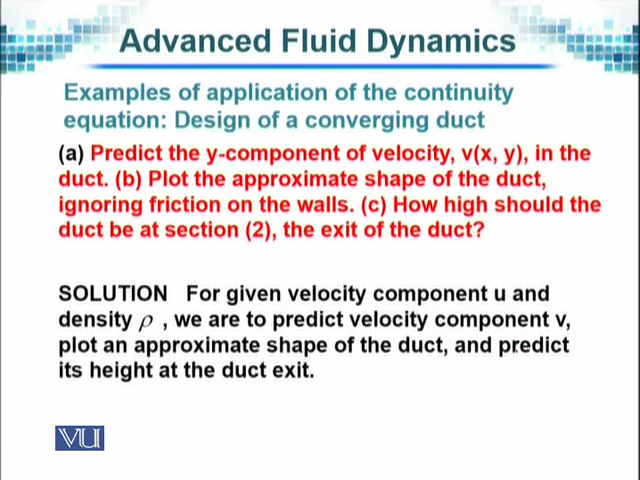 Advanced Fluid Dynamics
Examples of application of the continuity
equation: Design of a converging duct
(a) Predict the y-component of velocity, v(x, y), in the
duct. (b) Plot the approximate shape of the duct,
ignoring friction on the walls. (c) How high should the
duct be at section (2), the exit of the duct?
SOLUTION For given velocity component u and
density ρ , we are to predict velocity component v,
plot an approximate shape of the duct, and predict
its height at the duct exit.
VU